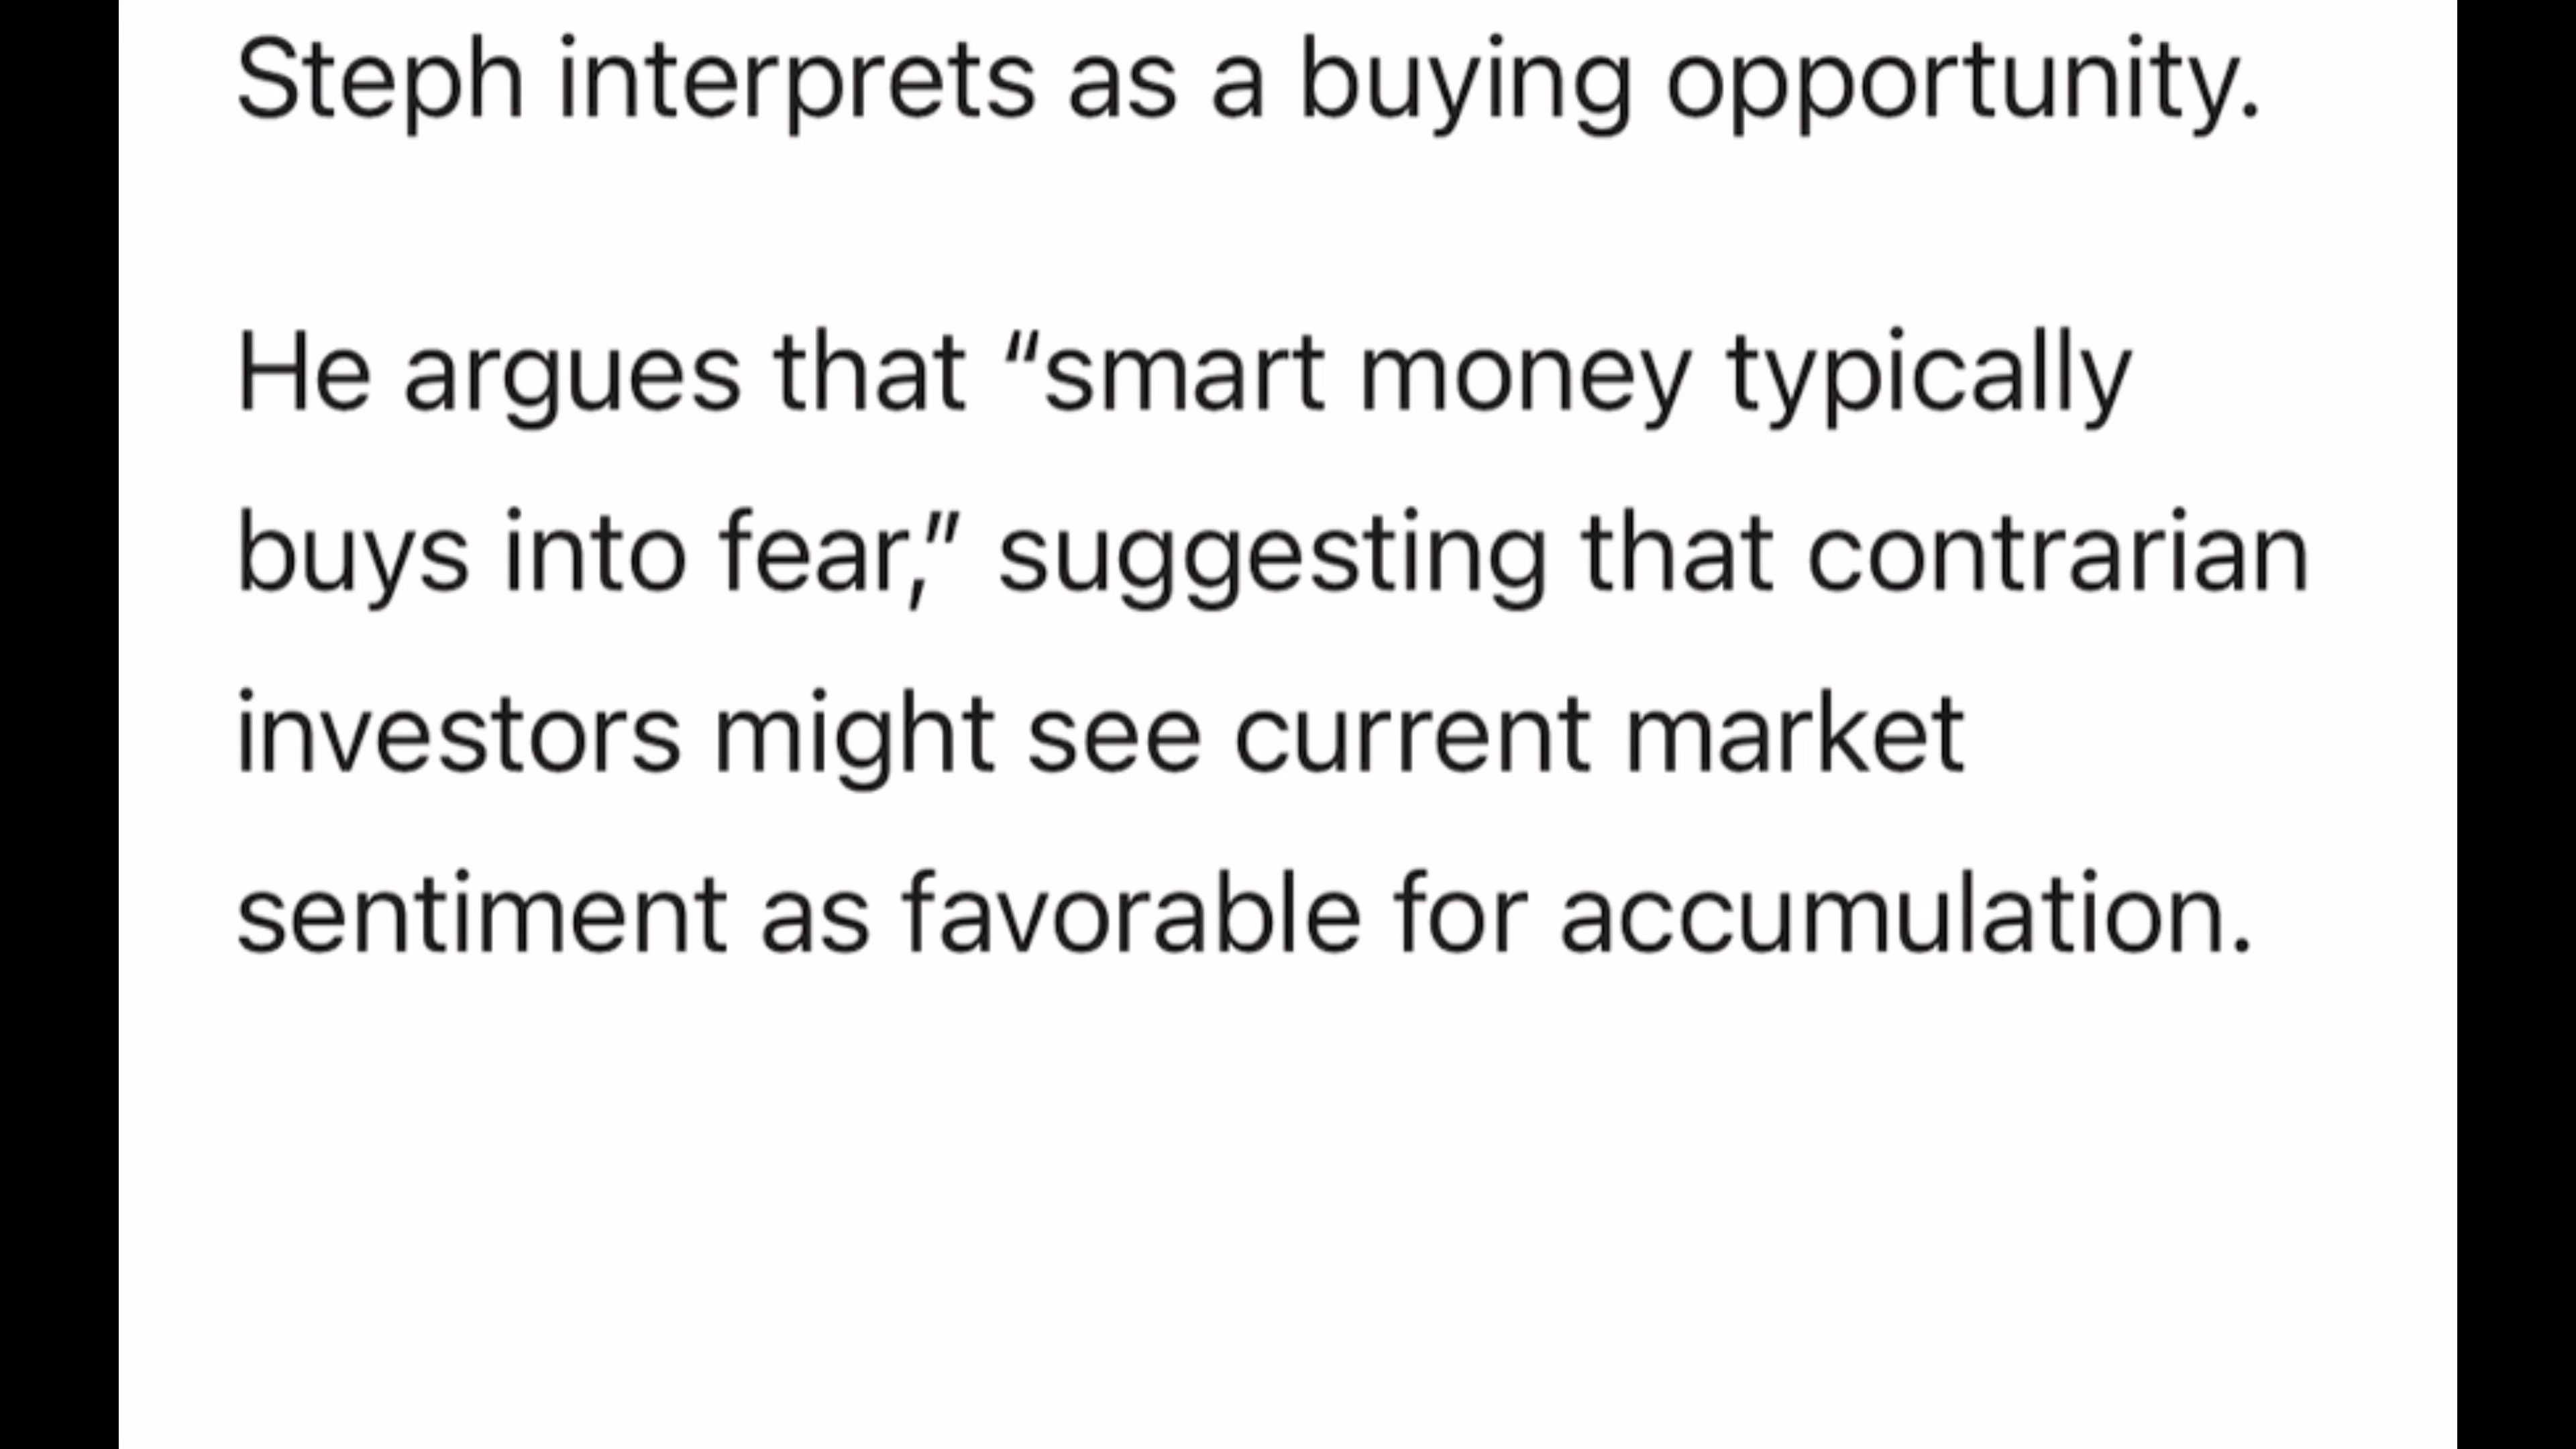 Steph interprets as a buying opportunity.
He argues that “smart money typically
buys into fear,” suggesting that contrarian
investors might see current market
sentiment as favorable for accumulation.